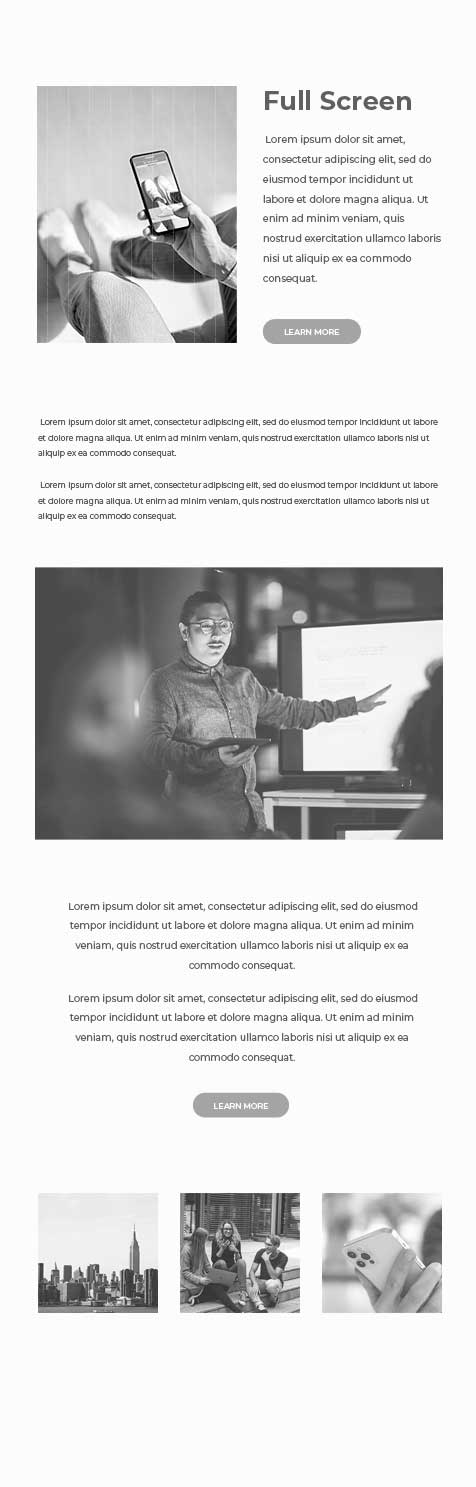 Full Screen
Lorem ipsum dolor sit amet,
consectetur adipiscing elit, sed do
eiusmod tempor incididunt ut
labore et dolore magna aliqua. Ut
enim ad minim veniam, quis
nostrud exercitation ullamco laboris
nisi ut aliquip ex ea commodo
consequat.
LEARN MORE
Lorem ipsum dolor sit amet, consectetur adipiscing elit, sed do eiusmod tempor incididunt ut labore
et dolore magna aliqua. Ut enim ad minim veniam, quis nostrud exercitation ullamco laboris nisi ut
aliquip ex ea commodo consequat.
Lorem ipsum dolor sit amet, consectetur adipiscing elit, sed do eiusmod tempor incididunt ut labore
et dolore magna aliqua. Ut enim ad minim veniam, quis nostrud exercitation ullamco laboris nisi ut
aliquip ex ea commodo consequat.
Lorem ipsum dolor sit amet, consectetur adipiscing elit, sed do eiusmod
tempor incididunt ut labore et dolore magna aliqua. Ut enim ad minim
veniam, quis nostrud exercitation ullamco laboris nisi ut aliquip ex ea
commodo consequat.
Lorem ipsum dolor sit amet, consectetur adipiscing elit, sed do eiusmod
tempor incididunt ut labore et dolore magna aliqua. Ut enim ad minim
veniam, quis nostrud exercitation ullamco laboris nisi ut aliquip ex ea
commodo consequat.
LEARN MORE